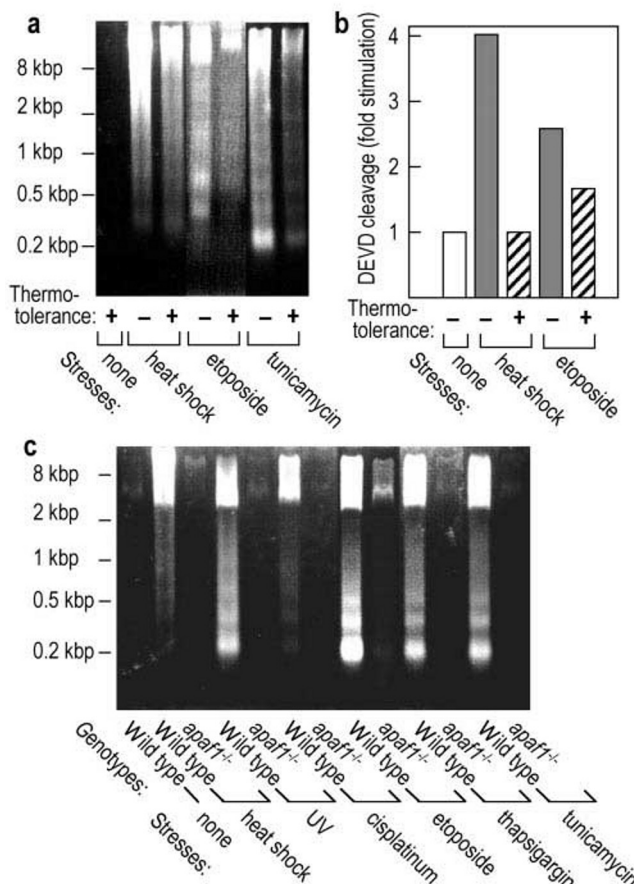 a
8 kbp
2 kbp
1 kbp
0.5 kbp
0.2 kbp
Thermo-
tolerance:
+ − + − + − +
Stresses:
none
heat shock
etoposide
tunicamycin
b
DEVD cleavage (fold stimulation)
4
3
2
1
Thermo-
tolerance:
− − + − +
Stresses:
none
heat shock
etoposide
c
8 kbp
2 kbp
1 kbp
0.5 kbp
0.2 kbp
Genotypes:
Wild type
Wild type
apaf1-/-
Wild type
apaf1-/-
Wild type
apaf1-/-
Wild type
apaf1-/-
Wild type
apaf1-/-
Wild type
apaf1-/-
Stresses:
none
heat shock
UV
cisplatinum
etoposide
thapsigargin
tunicamycin